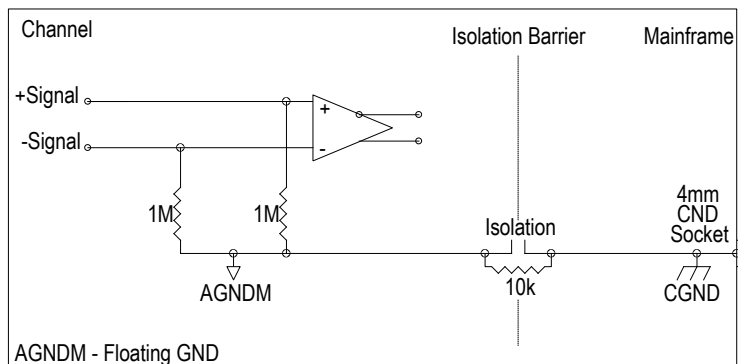 Channel
Isolation Barrier
Mainframe
+Signal
-Signal
+
-
1M
1M
4mm
CND
Socket
Isolation
10k
AGNDM
CGND
AGNDM - Floating GND